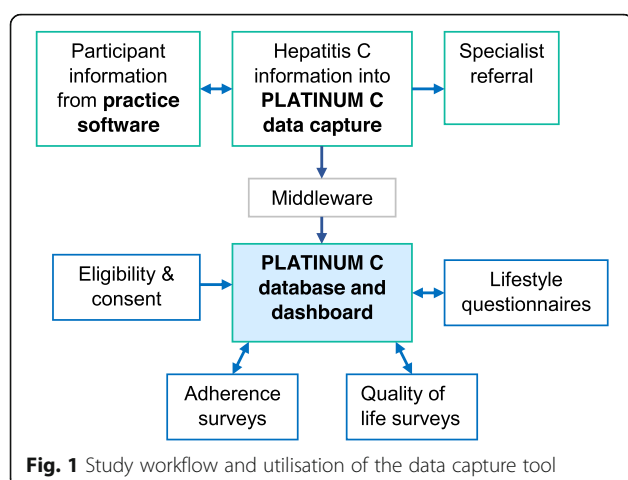 Participant
information
from practice
software
Hepatitis C
information into
PLATINUM C
data capture
Specialist
referral
Middleware
Eligibility &
consent
PLATINUM C
database and
dashboard
Lifestyle
questionnaires
Adherence
surveys
Quality of
life surveys
Fig. 1 Study workflow and utilisation of the data capture tool